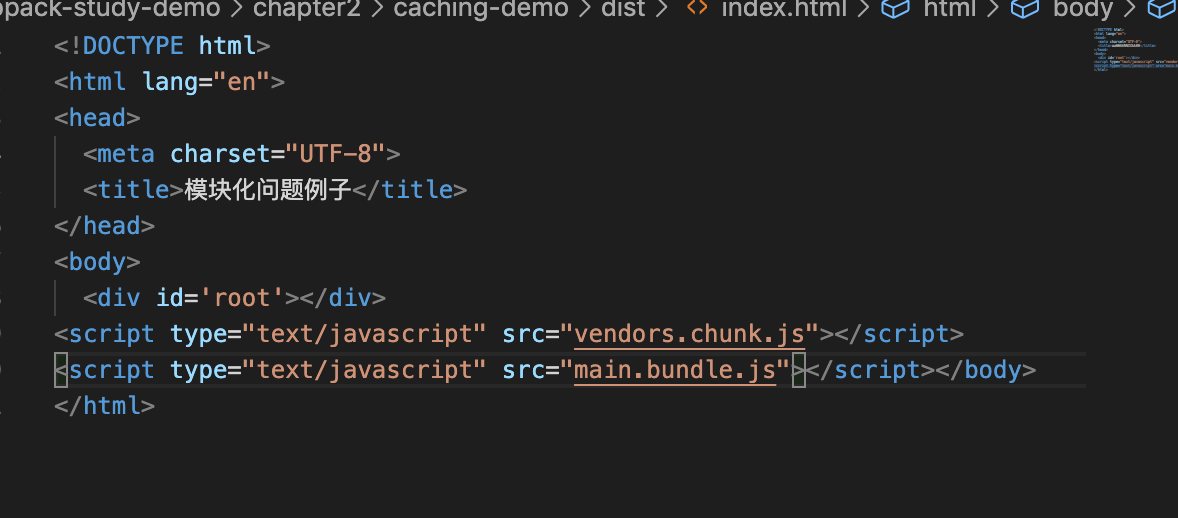 pack-study-demo > chapter2 > caching-demo > dist > <> index.html > html > body >
<!DOCTYPE html>
<html lang="en">
<head>
<meta charset="UTF-8">
<title>模块化问题例子</title>
</head>
<body>
<div id='root'></div>
<script type="text/javascript" src="vendors.chunk.js"></script>
<script type="text/javascript" src="main.bundle.js"></script></body>
</html>